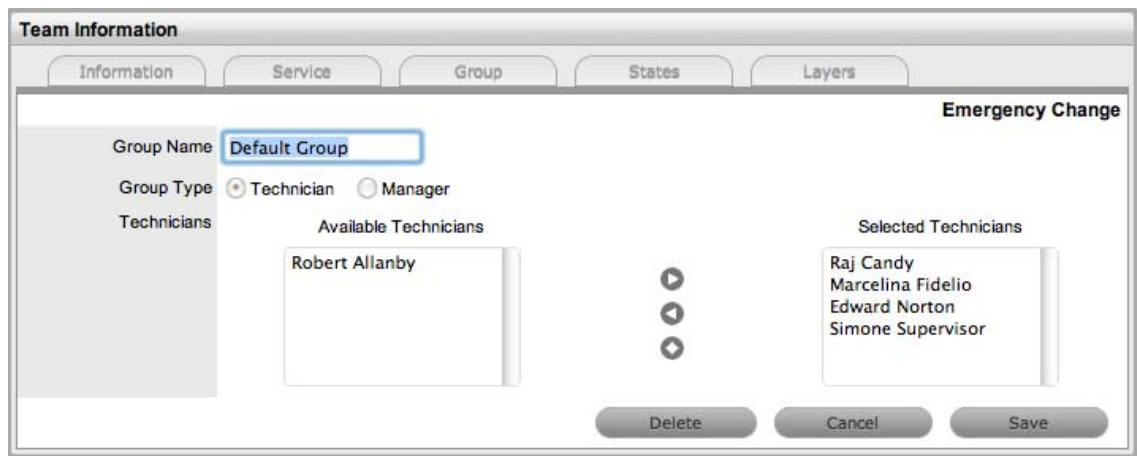 Team Information
Information Service Group States Layers
Emergency Change
Group Name Default Group
Group Type Technician Manager
Technicians Available Technicians Selected Technicians
Robert Allanby Raj Candy
Marcelina Fidelio
Edward Norton
Simone Supervisor
Delete Cancel Save